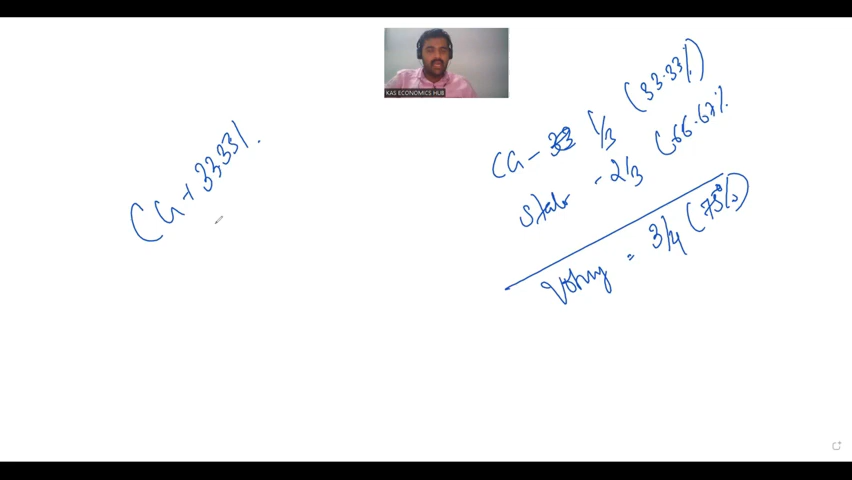 KAS ECONOMICS HUB
CG + 33.33%.
CG - 1/3 (33.33%)
State - 2/3 (66.67%
Voting = 3/4 (75%)